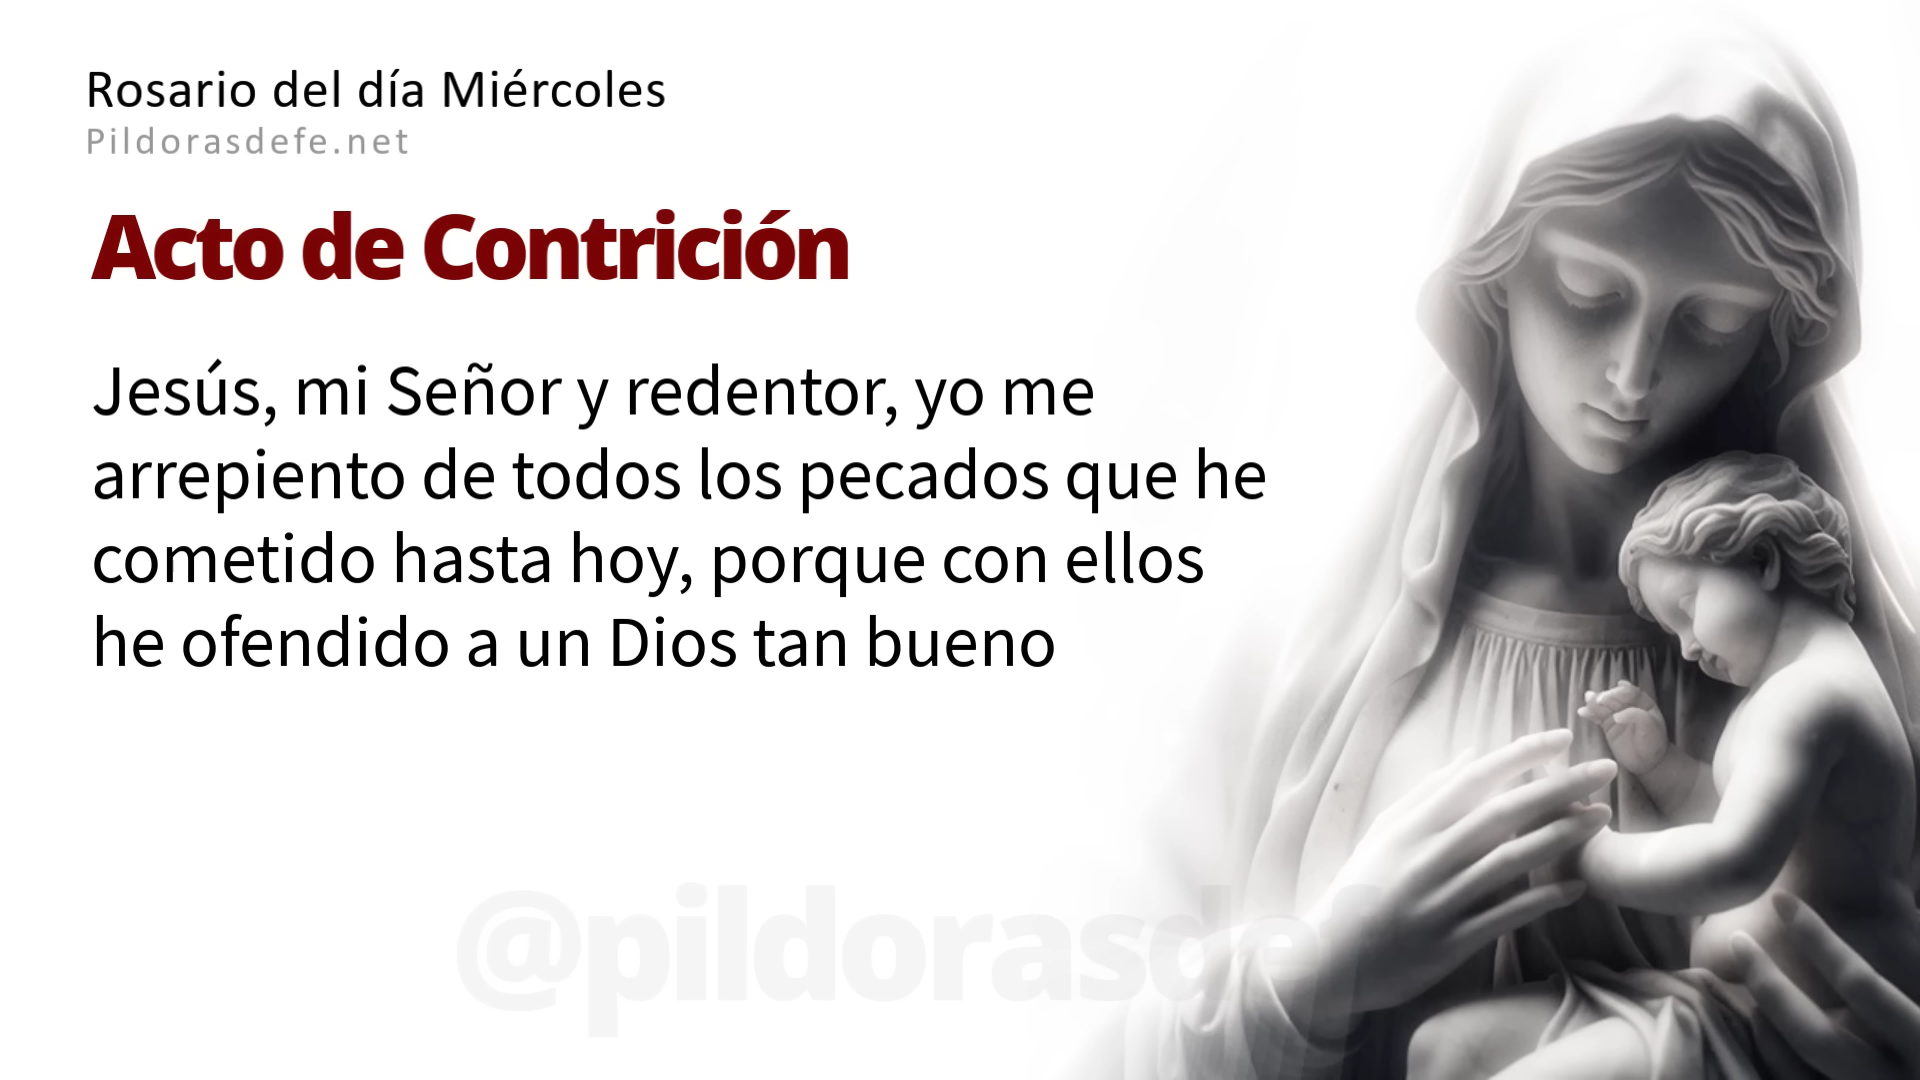 Rosario del día Miércoles
Pildorasdefe.net
Acto de Contrición
Jesús, mi Señor y redentor, yo me
arrepiento de todos los pecados que he
cometido hasta hoy, porque con ellos
he ofendido a un Dios tan bueno
@pildorasdef